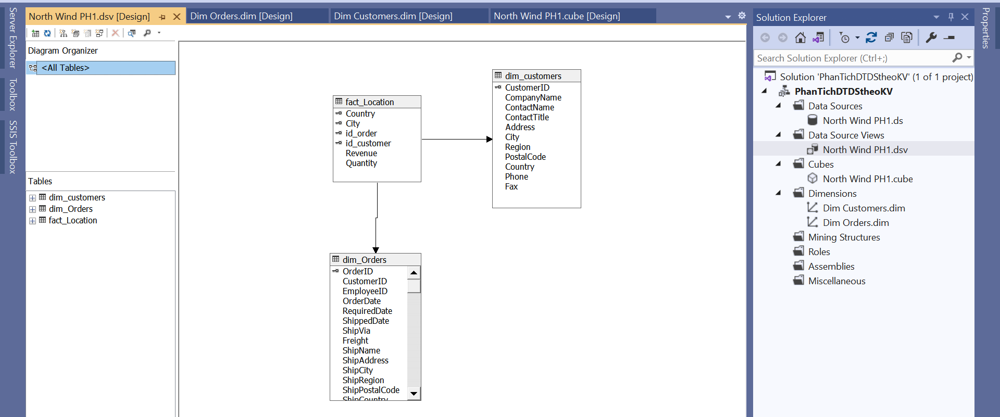 Server Explorer
Toolbox
SSIS Toolbox
North Wind PH1.dsv [Design]
Dim Orders.dim [Design]
Dim Customers.dim [Design]
North Wind PH1.cube [Design]
Diagram Organizer
<All Tables>
Tables
dim_customers
dim_Orders
fact_Location
fact_Location
Country
City
id_order
id_customer
Revenue
Quantity
dim_customers
CustomerID
CompanyName
ContactName
ContactTitle
Address
City
Region
PostalCode
Country
Phone
Fax
dim_Orders
OrderID
CustomerID
EmployeeID
OrderDate
RequiredDate
ShippedDate
ShipVia
Freight
ShipName
ShipAddress
ShipCity
ShipRegion
ShipPostalCode
ShipCountry
Solution Explorer
Search Solution Explorer (Ctrl+;)
Solution 'PhanTichDTDStheoKV' (1 of 1 project)
PhanTichDTDStheoKV
Data Sources
North Wind PH1.ds
Data Source Views
North Wind PH1.dsv
Cubes
North Wind PH1.cube
Dimensions
Dim Customers.dim
Dim Orders.dim
Mining Structures
Roles
Assemblies
Miscellaneous
Properties